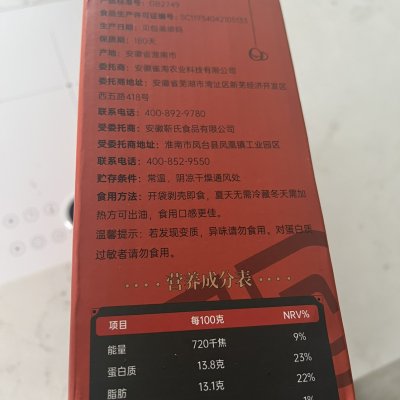 产品标准号：DB2749
食品生产许可证编号：SC11934042105133
生产日期：见包装喷码
保质期：180天
产地：安徽省淮南市
委托商：安徽雀淘农业科技有限公司
委托商地址：安徽省芜湖市湾沚区新芜经济开发区
西五路418号
联系电话：400-892-9780
受委托商：安徽靳氏食品有限公司
受委托商地址：淮南市凤台县凤凰镇工业园区
联系电话：400-852-9550
贮存条件：常温，阴凉干燥通风处
食用方法：开袋剥壳即食，夏天无需冷藏冬天需加
热方可出油，食用口感更佳。
温馨提示：若发现变质，异味请勿食用。对蛋白质
过敏者请勿食用。
营养成分表
项目 每100克 NRV%
能量 720千焦 9%
蛋白质 13.8克 23%
脂肪 13.1克 22%
1%